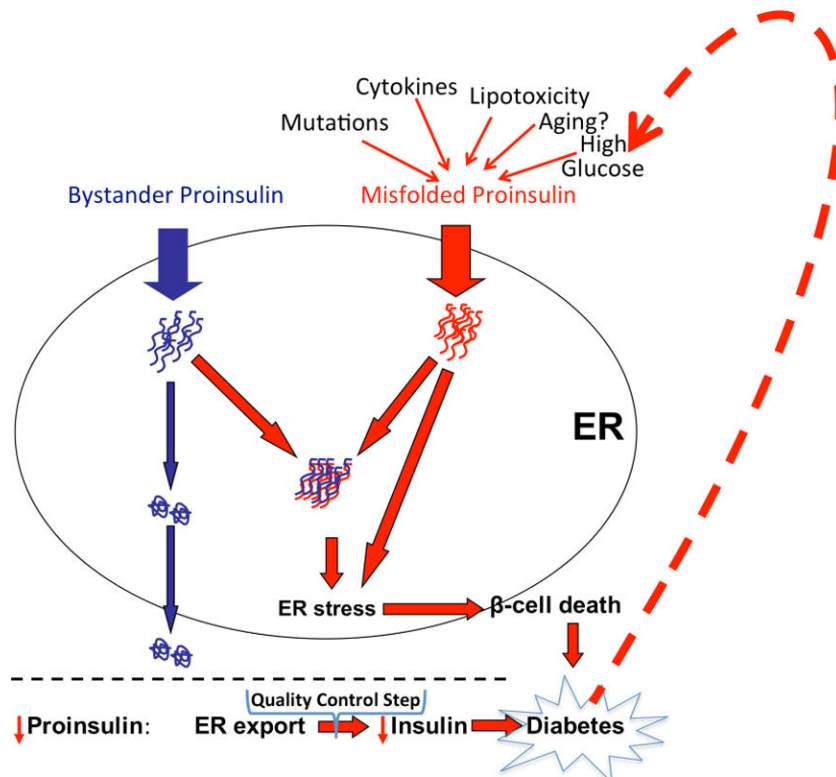 Cytokines
Lipotoxicity
Mutations
Aging?
High
Glucose
Bystander Proinsulin
Misfolded Proinsulin
ER
ER stress
β-cell death
Quality Control Step
Proinsulin: ER export Insulin Diabetes